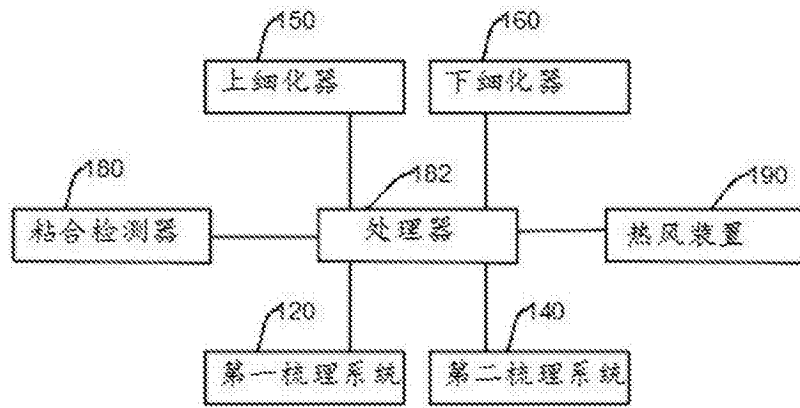 150 160
上细化器 下细化器
180 182 190
粘合检测器 处理器 热风装置
120 140
第一梳理系统 第二梳理系统